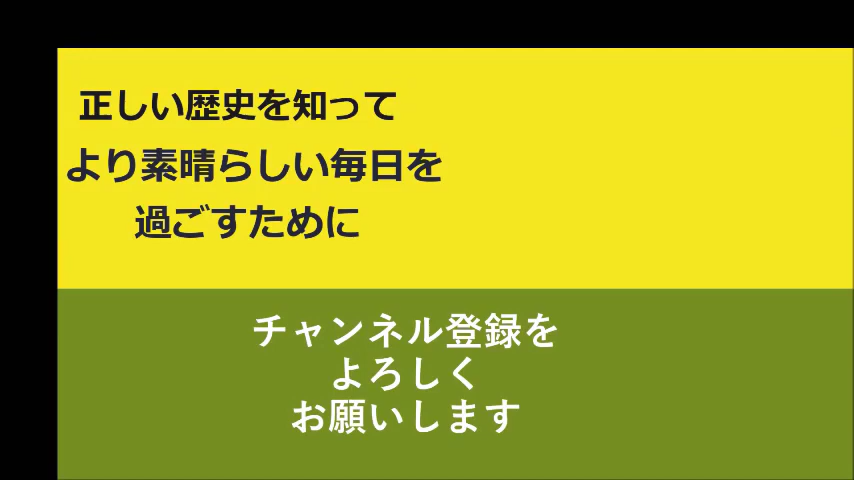 正しい歴史を知って
より素晴らしい毎日を
過ごすために
チャンネル登録を
よろしく
お願いします